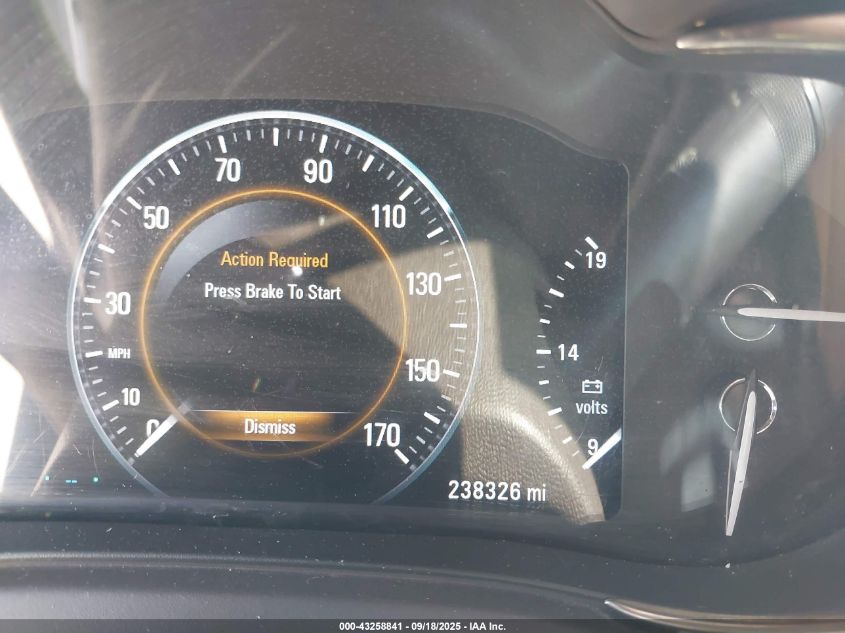 70 90
50 110
Action Required
Press Brake To Start
19
130
30
MPH
14
150
10
volts
0
Dismiss
170
9
238326 mi
000-43258841 - 09/18/2025 - IAA Inc.